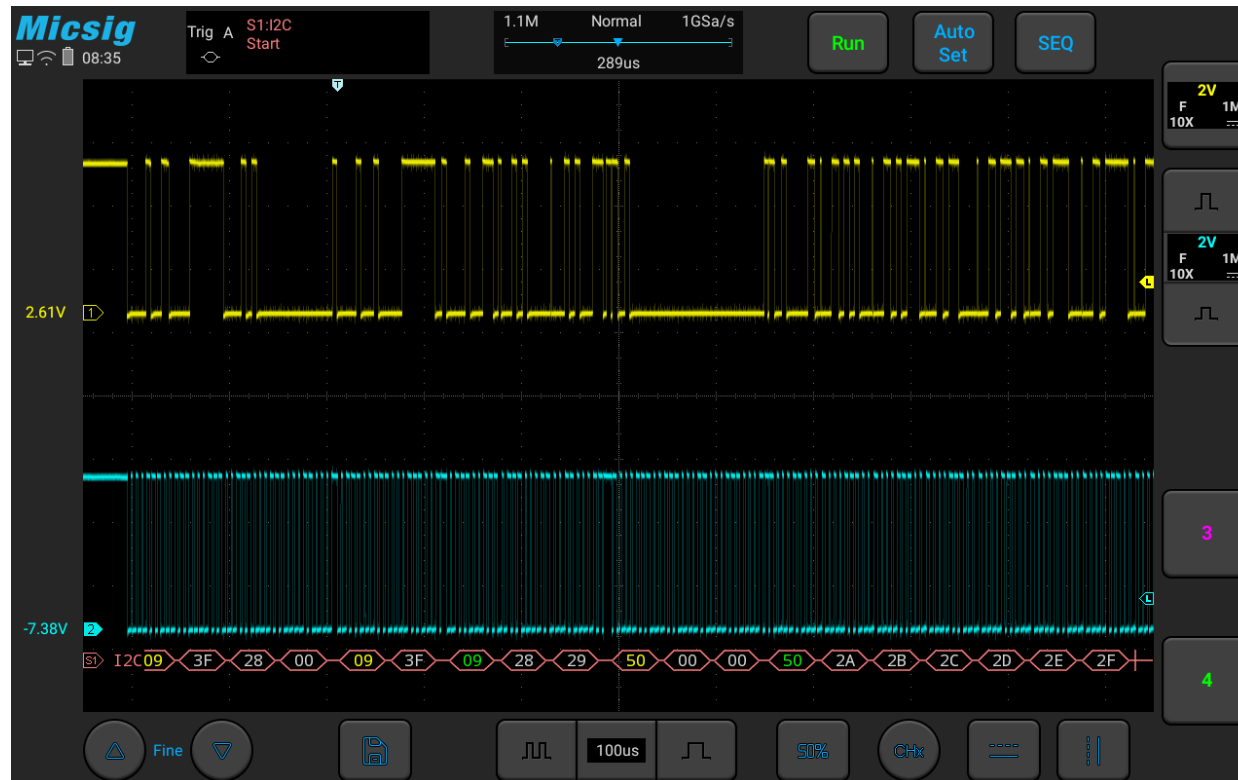 Micsig
08:35
Trig A S1:I2C
Start
1.1M Normal 1GSa/s
289us
Run
Auto
Set
SEQ
T
2V
F 1M
10X
2V
F 1M
10X
L
2.61V 1
L
-7.38V 2
S1 I2C 09 3F 28 00 09 3F 09 28 29 50 00 00 50 2A 2B 2C 2D 2E 2F
3
4
Fine
100us
50%
CHx